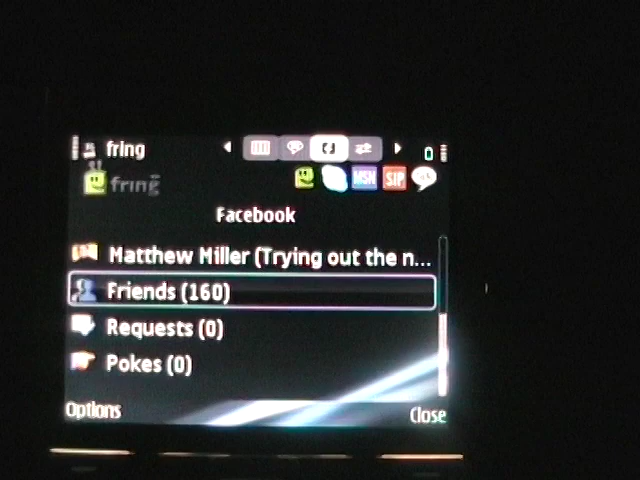 fring
fring
MSN SIP
Facebook
Matthew Miller (Trying out the n...
Friends (160)
Requests (0)
Pokes (0)
Options Close